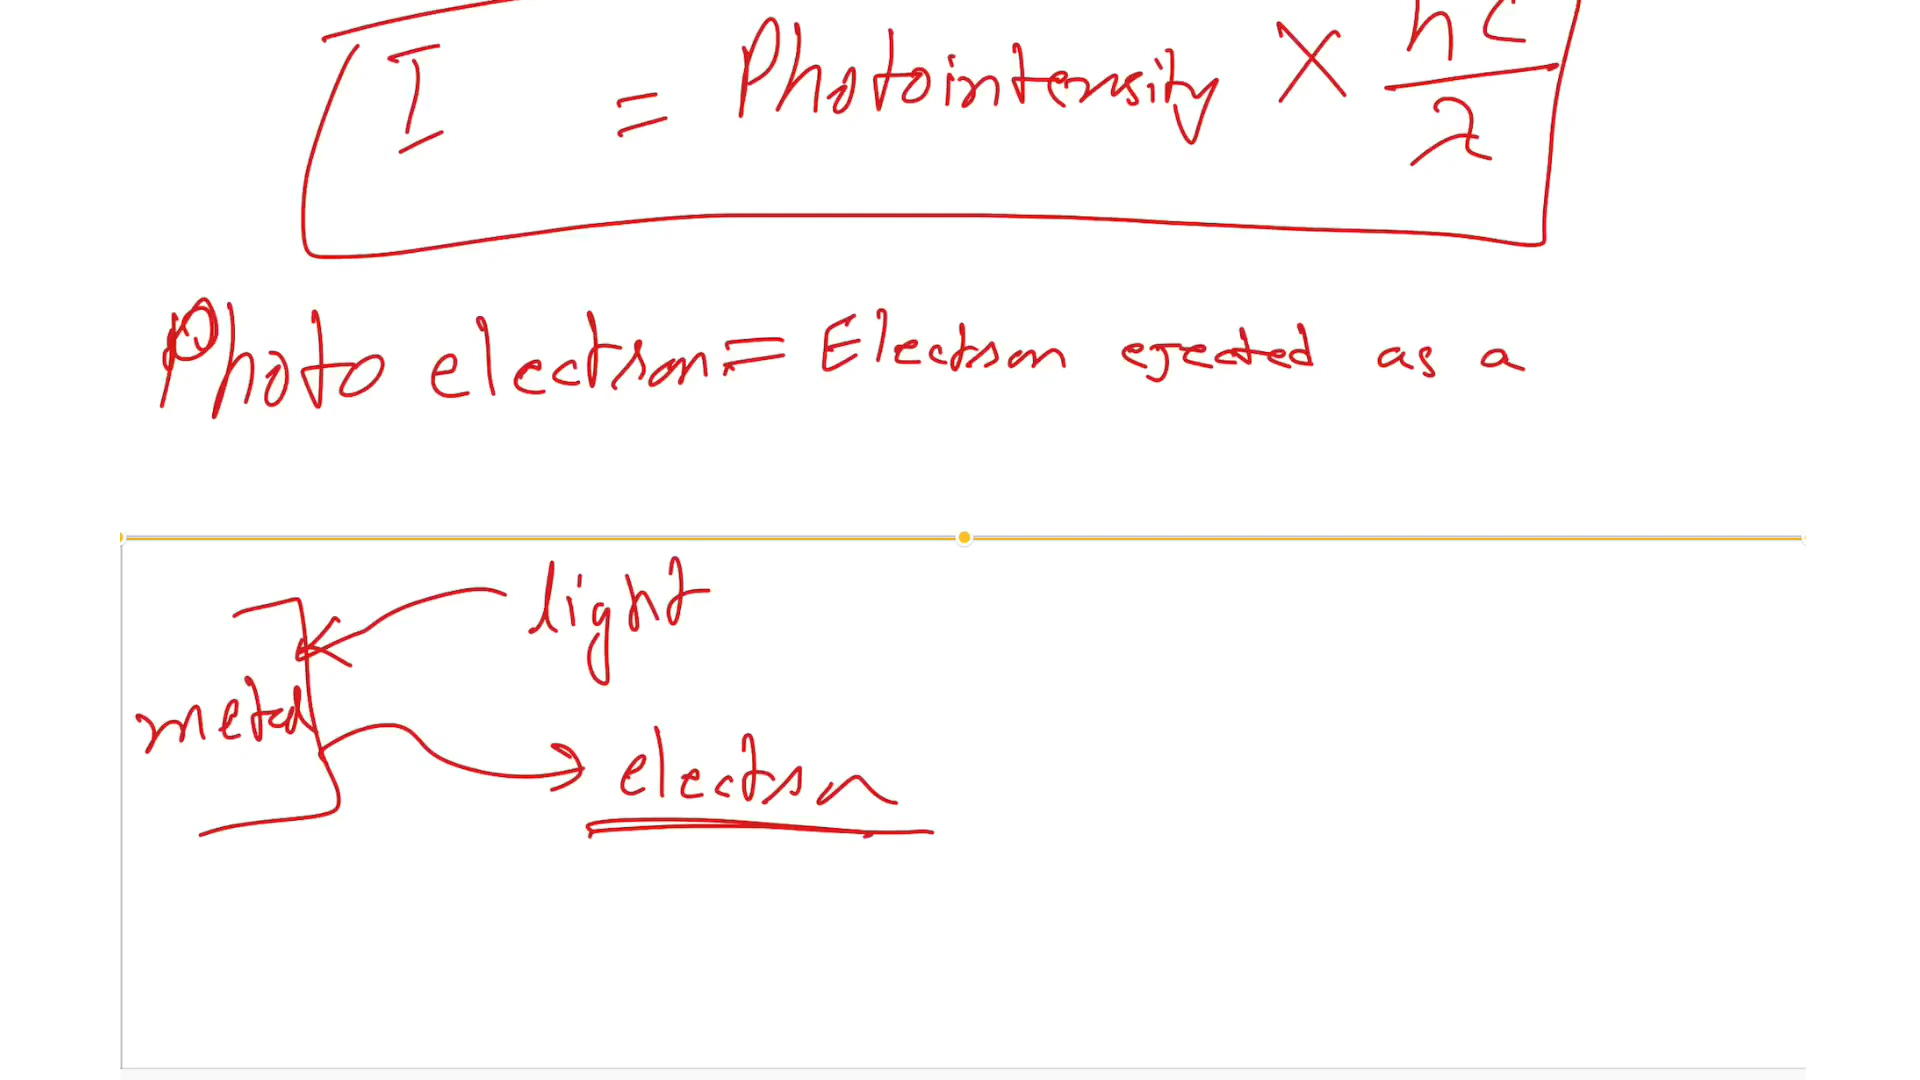 I = Photointensity × hc/λ
Photo electron = Electron ejected as a
light
metal
electron